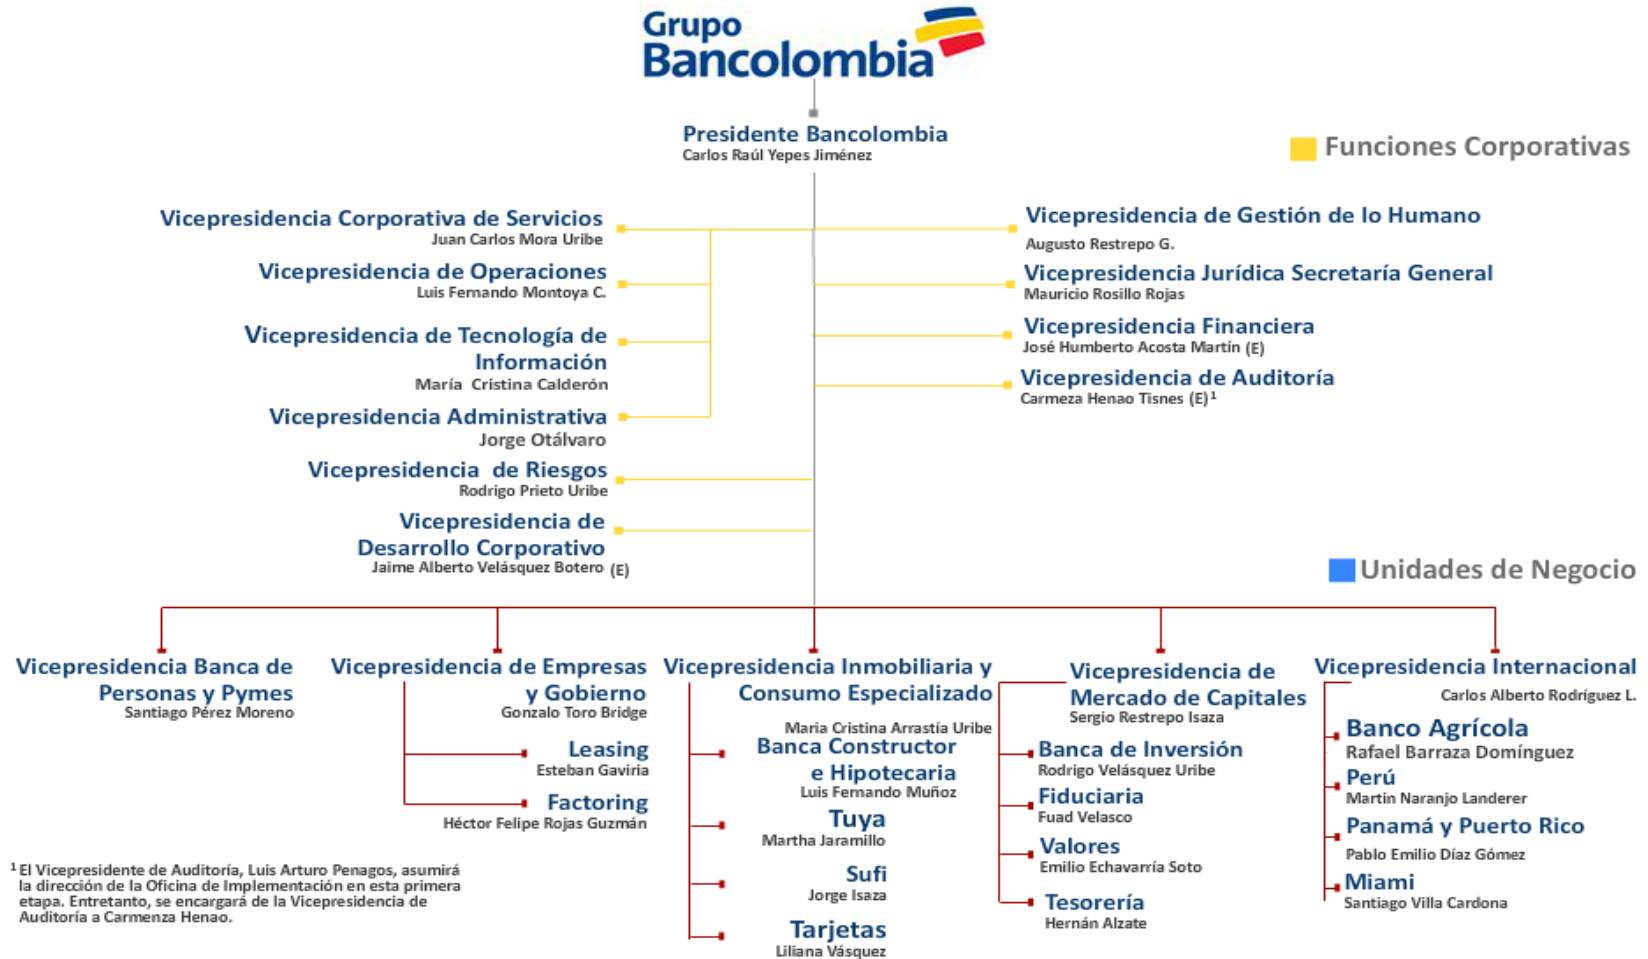 Grupo
Bancolombia
Presidente Bancolombia
Carlos Raúl Yepes Jiménez
Funciones Corporativas
Vicepresidencia Corporativa de Servicios
Juan Carlos Mora Uribe
Vicepresidencia de Operaciones
Luis Fernando Montoya C.
Vicepresidencia de Tecnología de
Información
María Cristina Calderón
Vicepresidencia Administrativa
Jorge Otálvaro
Vicepresidencia de Riesgos
Rodrigo Prieto Uribe
Vicepresidencia de
Desarrollo Corporativo
Jaime Alberto Velásquez Botero (E)
Vicepresidencia de Gestión de lo Humano
Augusto Restrepo G.
Vicepresidencia Jurídica Secretaría General
Mauricio Rosillo Rojas
Vicepresidencia Financiera
José Humberto Acosta Martín (E)
Vicepresidencia de Auditoría
Carmeza Henao Tisnes (E)¹
Unidades de Negocio
Vicepresidencia Banca de
Personas y Pymes
Santiago Pérez Moreno
Vicepresidencia de Empresas
y Gobierno
Gonzalo Toro Bridge
Leasing
Esteban Gaviria
Factoring
Héctor Felipe Rojas Guzmán
Vicepresidencia Inmobiliaria y
Consumo Especializado
Maria Cristina Arrastía Uribe
Banca Constructor
e Hipotecaria
Luis Fernando Muñoz
Tuya
Martha Jaramillo
Sufi
Jorge Isaza
Tarjetas
Liliana Vásquez
Vicepresidencia de
Mercado de Capitales
Sergio Restrepo Isaza
Banca de Inversión
Rodrigo Velásquez Uribe
Fiduciaria
Fuad Velasco
Valores
Emilio Echavarría Soto
Tesorería
Hernán Alzate
Vicepresidencia Internacional
Carlos Alberto Rodríguez L.
Banco Agrícola
Rafael Barraza Domínguez
Perú
Martin Naranjo Landerer
Panamá y Puerto Rico
Pablo Emilio Díaz Gómez
Miami
Santiago Villa Cardona
¹ El Vicepresidente de Auditoría, Luis Arturo Penagos, asumirá
la dirección de la Oficina de Implementación en esta primera
etapa. Entretanto, se encargará de la Vicepresidencia de
Auditoría a Carmenza Henao.